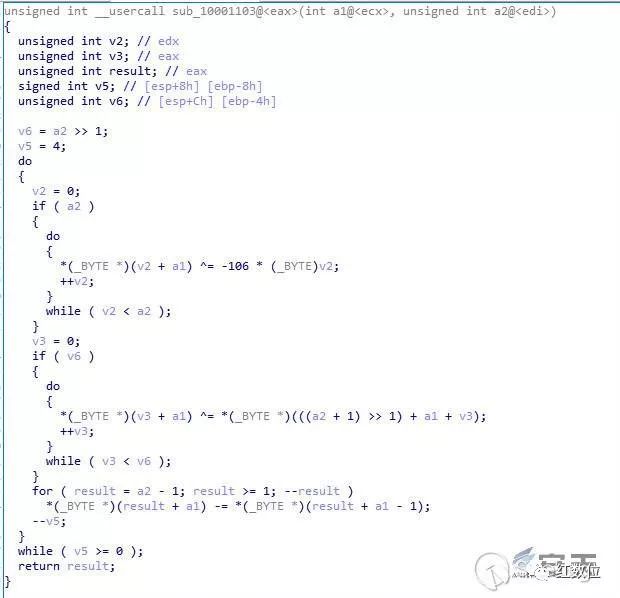 unsigned int __usercall sub_10001103@<eax>(int a1@<ecx>, unsigned int a2@<edi>)
{
  unsigned int v2; // edx
  unsigned int v3; // eax
  unsigned int result; // eax
  signed int v5; // [esp+8h] [ebp-8h]
  unsigned int v6; // [esp+Ch] [ebp-4h]

  v6 = a2 >> 1;
  v5 = 4;
  do
  {
    v2 = 0;
    if ( a2 )
    {
      do
      {
        *(_BYTE *)(v2 + a1) ^= -106 * (_BYTE)v2;
        ++v2;
      }
      while ( v2 < a2 );
    }
    v3 = 0;
    if ( v6 )
    {
      do
      {
        *(_BYTE *)(v3 + a1) ^= *(_BYTE *)(((a2 + 1) >> 1) + a1 + v3);
        ++v3;
      }
      while ( v3 < v6 );
    }
    for ( result = a2 - 1; result >= 1; --result )
      *(_BYTE *)(result + a1) -= *(_BYTE *)(result + a1 - 1);
    --v5;
  }
  while ( v5 >= 0 );
  return result;
}
红数位